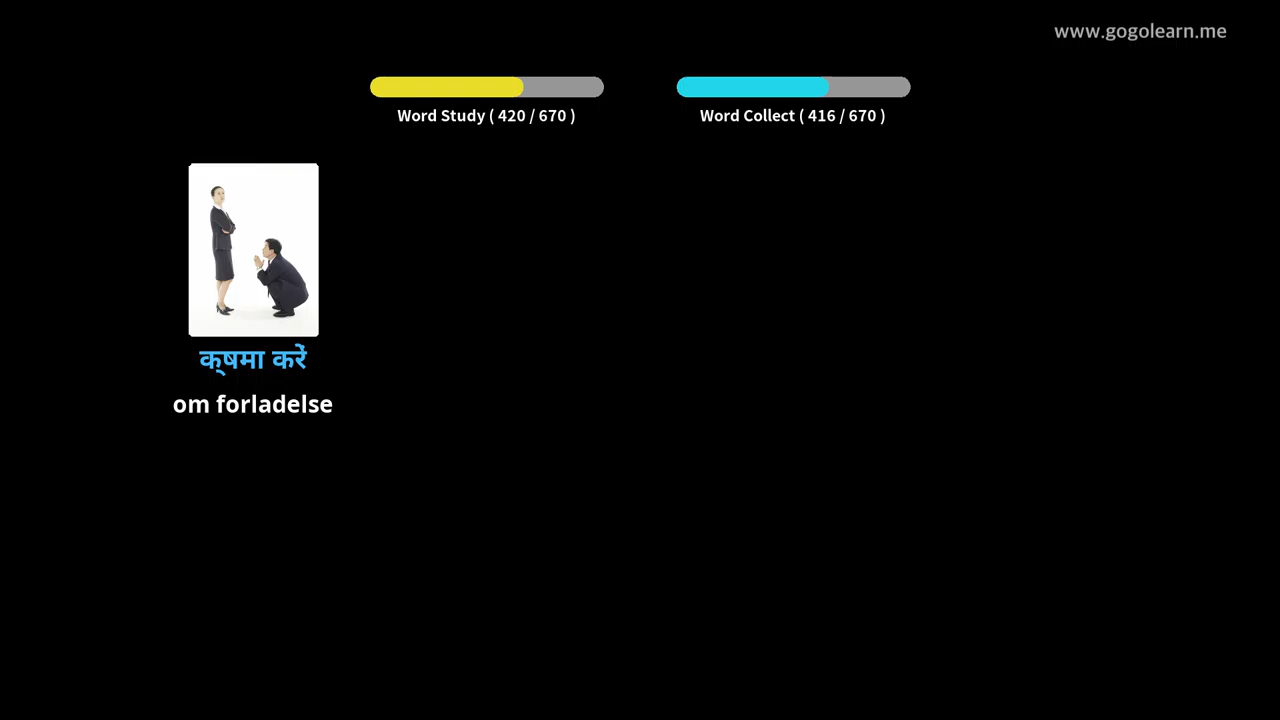 www.gogolearn.me
Word Study ( 420 / 670 )
Word Collect ( 416 / 670 )
क्षमा करें
om forladelse